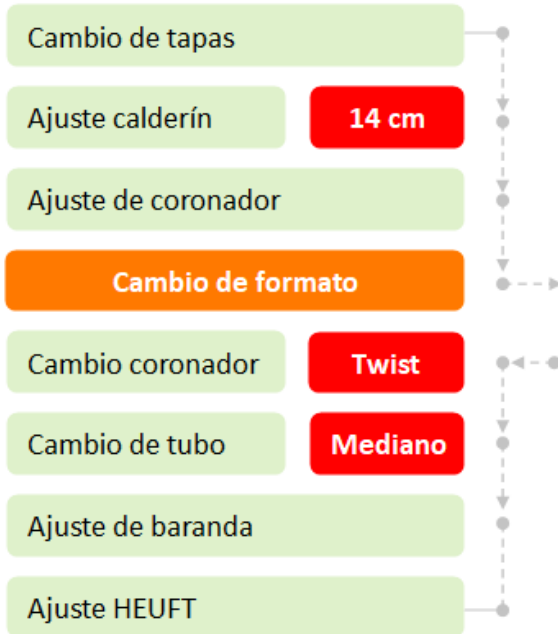 Cambio de tapas
Ajuste calderín 14 cm
Ajuste de coronador
Cambio de formato
Cambio coronador Twist
Cambio de tubo Mediano
Ajuste de baranda
Ajuste HEUFT